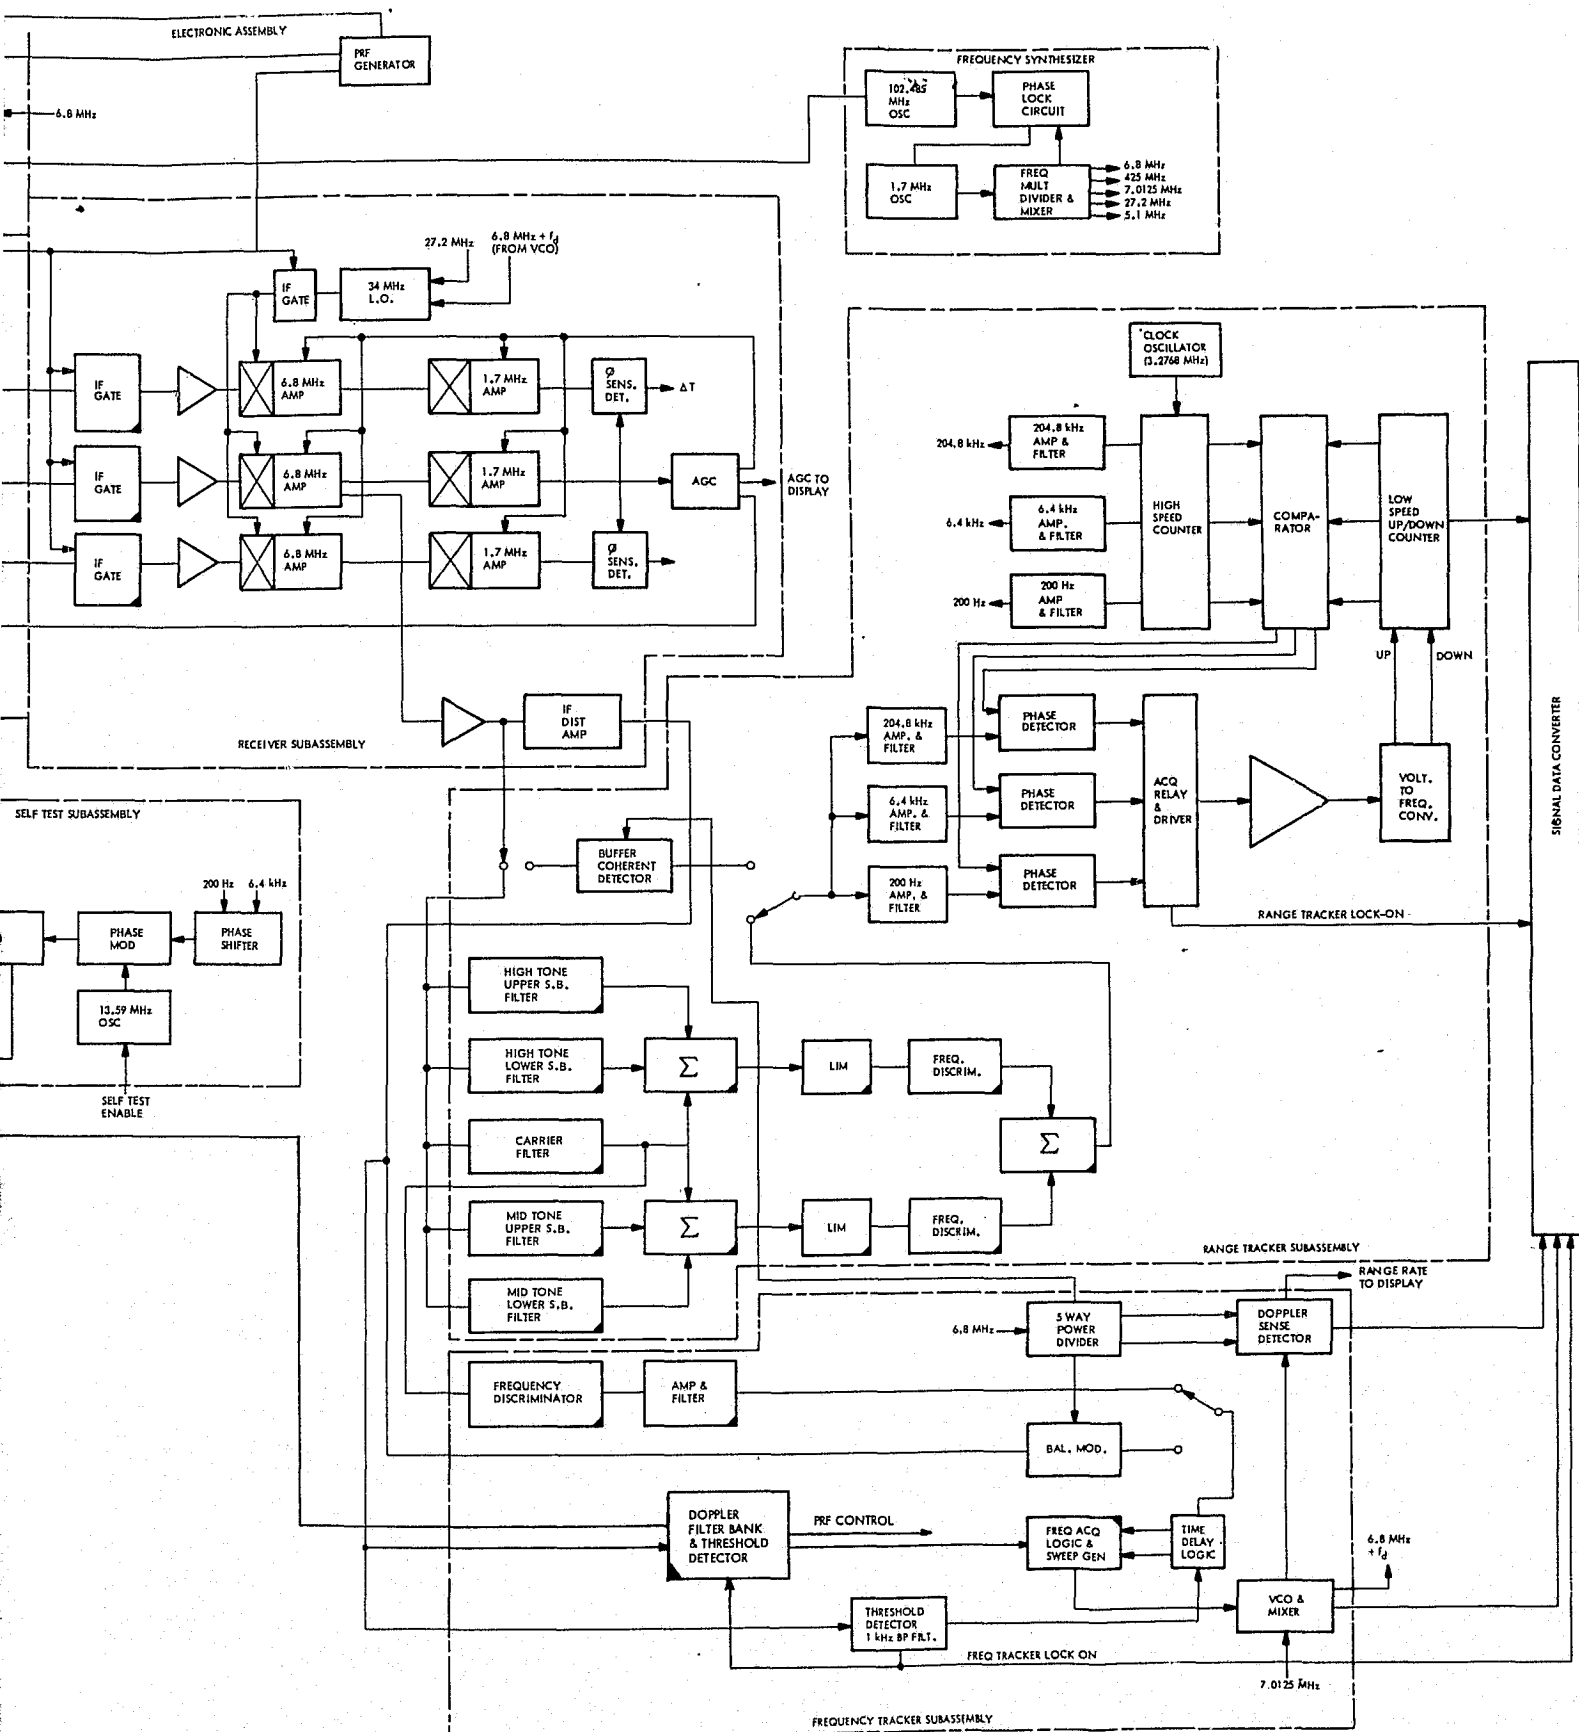 ELECTRONIC ASSEMBLY
PRF
GENERATOR
6.8 MHz
FREQUENCY SYNTHESIZER
MHz
OSC
PHASE
LOCK
CIRCUIT
1.7 MHz
OSC
FREQ
MULT
DIVIDER &
MIXER
6.8 MHz
425 MHz
7.0125 MHz
27.2 MHz
5.1 MHz
27.2 MHz
6.8 MHz + fd
(FROM VCO)
IF
GATE
34 MHz
L.O.
IF
GATE
6.8 MHz
AMP
1.7 MHz
AMP
Ø
SENS.
DET.
ΔT
IF
GATE
6.8 MHz
AMP
1.7 MHz
AMP
AGC
AGC TO
DISPLAY
IF
GATE
6.8 MHz
AMP
1.7 MHz
AMP
Ø
SENS.
DET.
IF
DIST
AMP
RECEIVER SUBASSEMBLY
CLOCK
OSCILLATOR
(3.2768 MHz)
204.8 kHz
204.8 kHz
AMP &
FILTER
6.4 kHz
6.4 kHz
AMP.
& FILTER
200 Hz
200 Hz
AMP
& FILTER
HIGH
SPEED
COUNTER
COMPA-
RATOR
LOW
SPEED
UP/DOWN
COUNTER
UP
DOWN
SIGNAL DATA CONVERTER
204.8 kHz
AMP. &
FILTER
6.4 kHz
AMP. &
FILTER
200 Hz
AMP. &
FILTER
PHASE
DETECTOR
PHASE
DETECTOR
PHASE
DETECTOR
ACQ
RELAY
&
DRIVER
VOLT.
TO
FREQ.
CONV.
RANGE TRACKER LOCK-ON
SELF TEST SUBASSEMBLY
200 Hz
6.4 kHz
PHASE
MOD
PHASE
SHIFTER
13.59 MHz
OSC
SELF TEST
ENABLE
BUFFER
COHERENT
DETECTOR
HIGH TONE
UPPER S.B.
FILTER
HIGH TONE
LOWER S.B.
FILTER
Σ
LIM
FREQ.
DISCRIM.
CARRIER
FILTER
Σ
MID TONE
UPPER S.B.
FILTER
Σ
LIM
FREQ.
DISCRIM.
MID TONE
LOWER S.B.
FILTER
RANGE TRACKER SUBASSEMBLY
RANGE RATE
TO DISPLAY
6.8 MHz
5 WAY
POWER
DIVIDER
DOPPLER
SENSE
DETECTOR
FREQUENCY
DISCRIMINATOR
AMP &
FILTER
BAL. MOD.
DOPPLER
FILTER BANK
& THRESHOLD
DETECTOR
PRF CONTROL
FREQ ACQ
LOGIC &
SWEEP GEN
TIME
DELAY
LOGIC
6.8 MHz
+ fd
VCO &
MIXER
THRESHOLD
DETECTOR
1 kHz BP FILT.
FREQ TRACKER LOCK ON
7.0125 MHz
FREQUENCY TRACKER SUBASSEMBLY